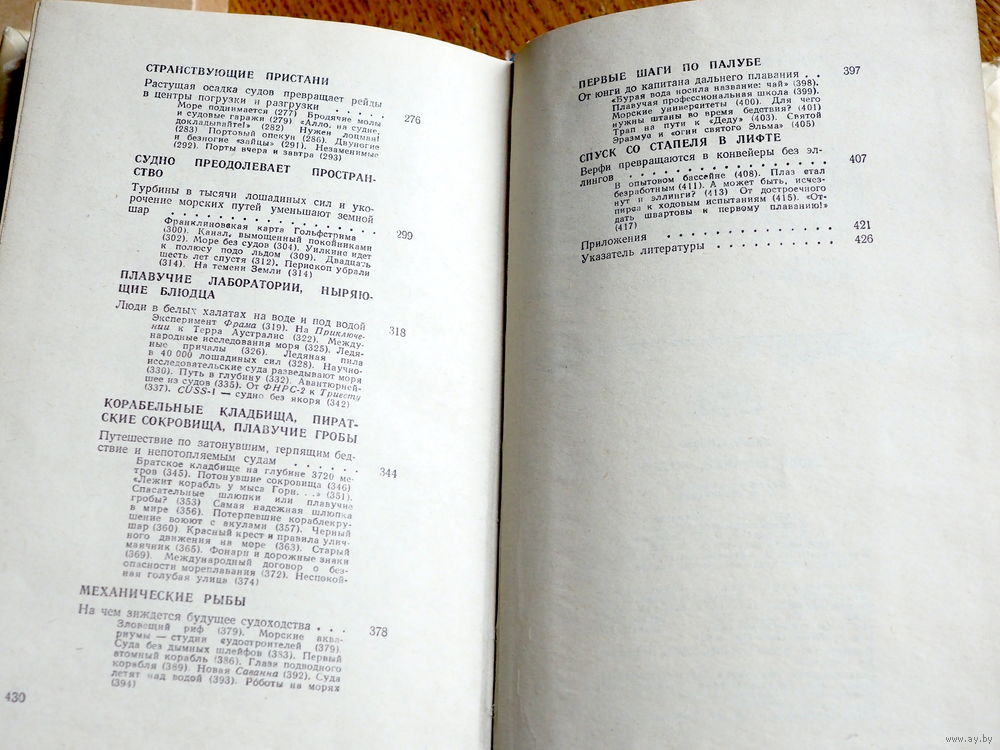 СТРАНСТВУЮЩИЕ ПРИСТАНИ
Растущая осадка судов превращает рейды
в центры погрузки и разгрузки . . . . . 276
Море поднимается (277) Бродячие молы
и судовые гаражи (279) «Алло, на судне,
докладывайте!» (282) Нужен лоцман!
(283) Портовый опекун (286). Двуногие
и безногие «зайцы» (291). Незаменимые
(292). Порты вчера и завтра (293)
СУДНО ПРЕОДОЛЕВАЕТ ПРОСТРАН-
СТВО
Турбины в тысячи лошадиных сил и уко-
рочение морских путей уменьшают земной
шар . . . . . . . . . . . . . . 299
Франклиновская карта Гольфстрима
(300). Канал, вымощенный покойниками
(302). Море без судов (304). Уилкинс идет
к полюсу подо льдом (309). Двадцать
шесть лет спустя (312). Перископ убрали
(314). На темени Земли (314)
ПЛАВУЧИЕ ЛАБОРАТОРИИ, НЫРЯЮ-
ЩИЕ БЛЮДЦА
Люди в белых халатах на воде и под водой 318
Эксперимент Фрама (319). На Приключе-
нии к Терра Аустралис (322). Между-
народные исследования моря (325). Ледя-
ные причалы (326). Ледяная пила
в 40 000 лошадиных сил (328). Научно-
исследовательские суда разведывают моря
(330). Путь в глубину (332). Авантюрней-
шее из судов (335). От ФНРС-2 к Триесту
(337). CUSS-I — судно без якоря (342)
КОРАБЕЛЬНЫЕ КЛАДБИЩА, ПИРАТ-
СКИЕ СОКРОВИЩА, ПЛАВУЧИЕ ГРОБЫ
Путешествие по затонувшим, терпящим бед-
ствие и непотопляемым судам . . . . . . 344
Братское кладбище на глубине 3720 ме-
тров (345). Потонувшие сокровища (346)
«Лежит корабль у мыса Горн. . .» (351).
Спасательные шлюпки или плавучие
гробы? (353) Самая надежная шлюпка
в мире (356). Потерпевшие кораблекру-
шение воюют с акулами (357). Черный
шар (360). Красный крест и правила улич-
ного движения на море (363). Старый
маячник (365). Фонари и дорожные знаки
(369). Международный договор о без-
опасности мореплавания (372). Неспокой-
ная голубая улица (374)
МЕХАНИЧЕСКИЕ РЫБЫ
На чем зиждется будущее судоходства . . . 378
Зловещий риф (379). Морские аква-
риумы — студии судостроителей (379).
Суда без дымных шлейфов (383). Первый
атомный корабль (386). Глаза подводного
корабля (389). Новая Саванна (392). Суда
летят над водой (393). Роботы на морях
(394)
430
ПЕРВЫЕ ШАГИ ПО ПАЛУБЕ
От юнги до капитана дальнего плавания . . 397
«Бурая вода носила название: чай» (398).
Плавучая профессиональная школа (399).
Морские университеты (400). Для чего
нужны штаны во время бедствия? (401)
Трап на пути к «Деду» (403). Святой
Эразмус и «огни святого Эльма» (405)
СПУСК СО СТАПЕЛЯ В ЛИФТЕ
Верфи превращаются в конвейеры без эл-
лингов . . . . . . . . . . . . . . 407
В опытовом бассейне (408). Плаз стал
безработным (411). А может быть, исчез-
нут и эллинги? (413) От достроечного
пирса к ходовым испытаниям (415). «От-
дать швартовы к первому плаванию!»
(417)
Приложения . . . . . . . . . . . . 421
Указатель литературы . . . . . . . . . 426
www.ay.by